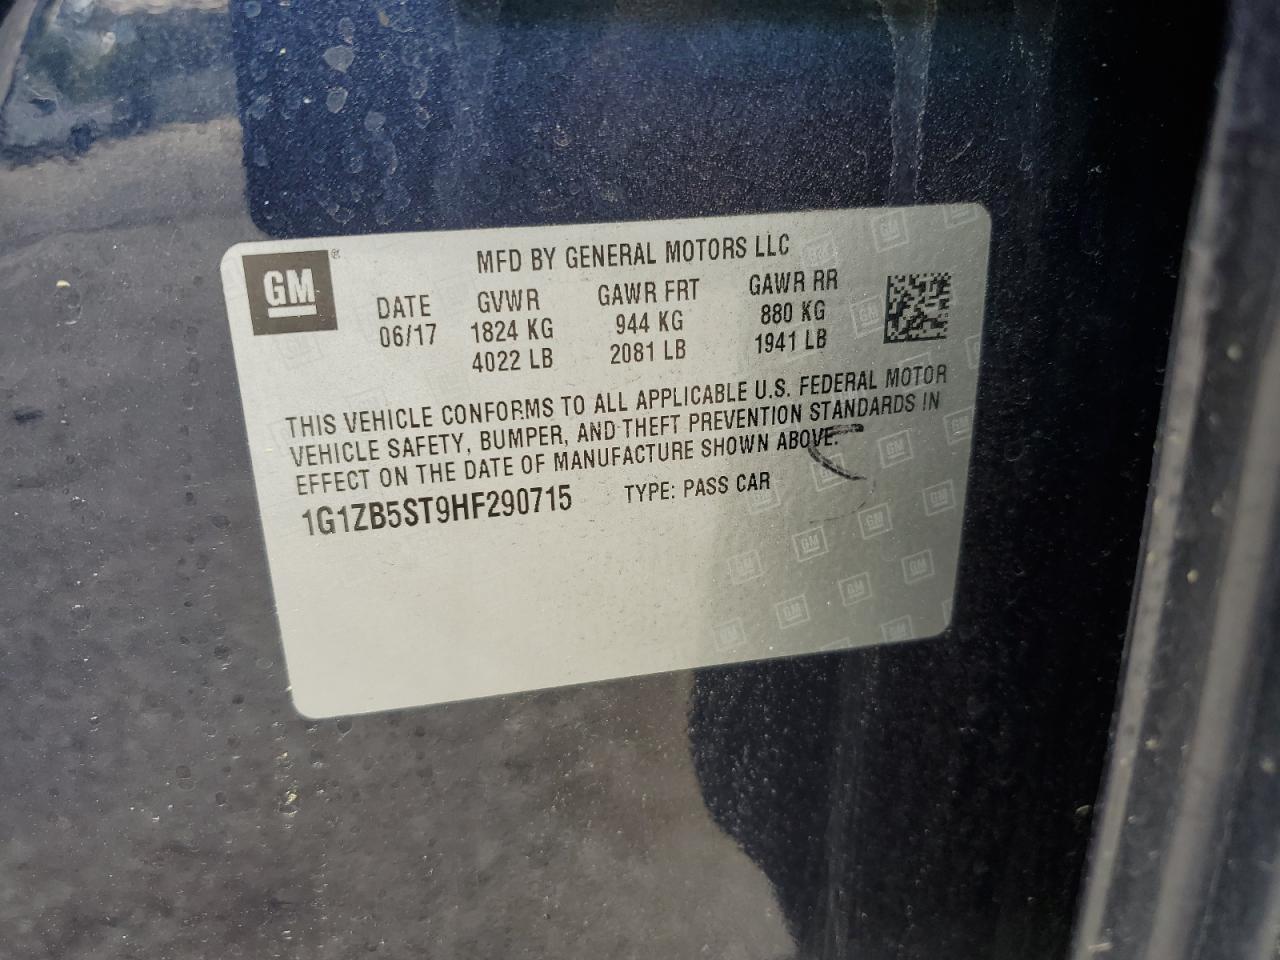 GM®
MFD BY GENERAL MOTORS LLC
DATE GVWR GAWR FRT GAWR RR
06/17 1824 KG 944 KG 880 KG
4022 LB 2081 LB 1941 LB
THIS VEHICLE CONFORMS TO ALL APPLICABLE U.S. FEDERAL MOTOR
VEHICLE SAFETY, BUMPER, AND THEFT PREVENTION STANDARDS IN
EFFECT ON THE DATE OF MANUFACTURE SHOWN ABOVE.
1G1ZB5ST9HF290715 TYPE: PASS CAR